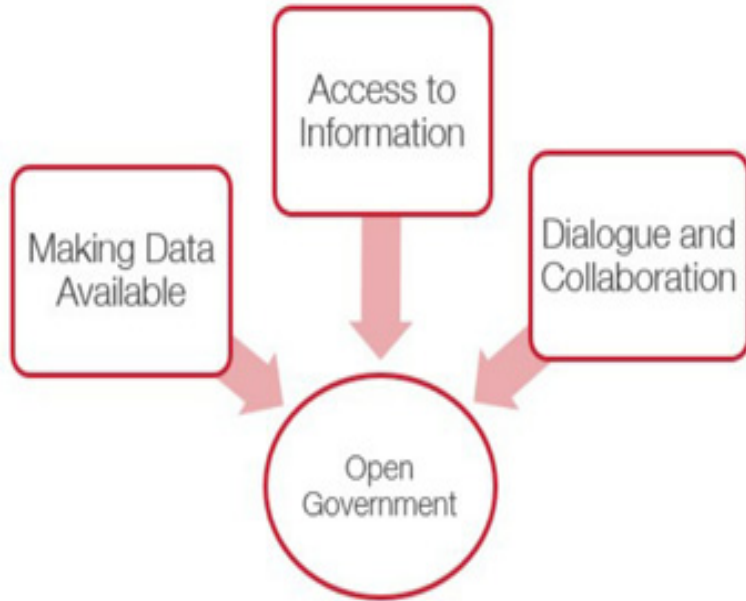 Access to
Information
Making Data
Available
Dialogue and
Collaboration
Open
Government